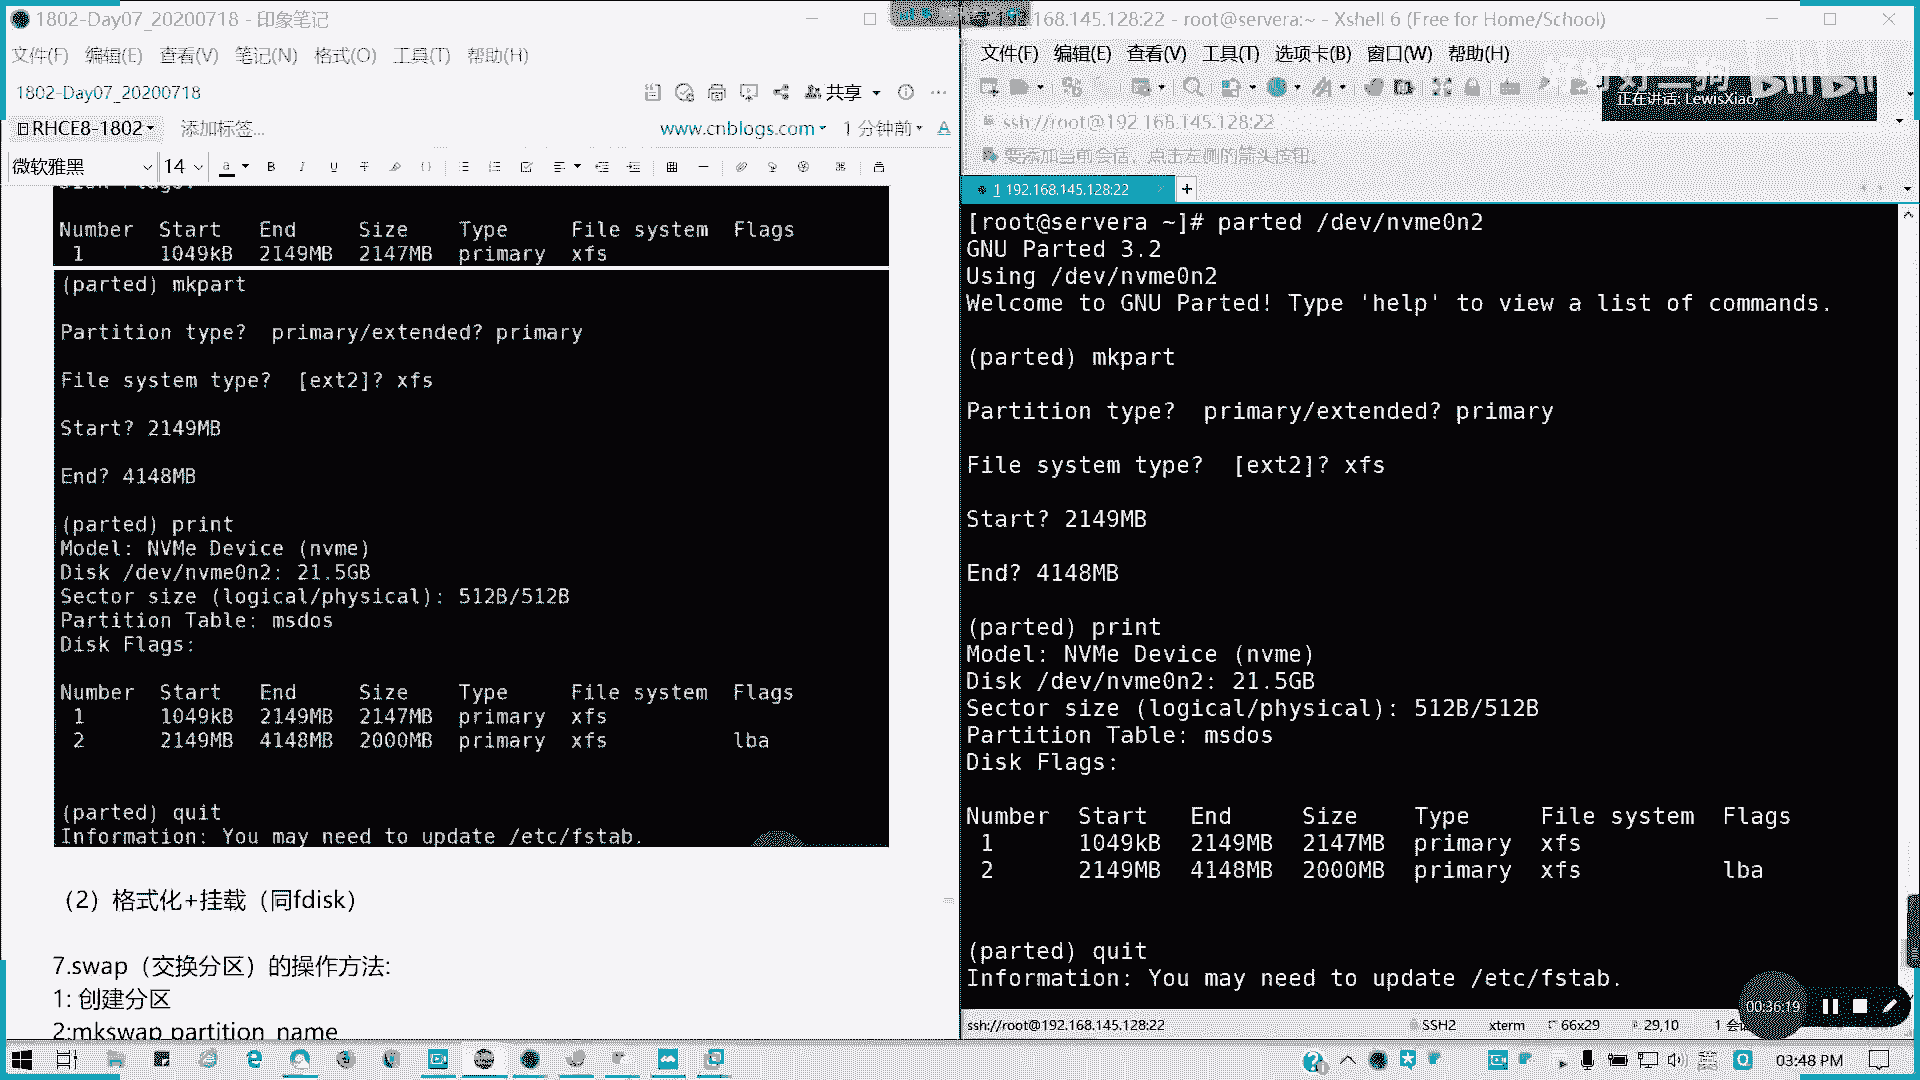 1802-Day07_20200718 - 印象笔记
文件(F) 编辑(E) 查看(V) 笔记(N) 格式(O) 工具(T) 帮助(H)
1802-Day07_20200718
共享
RHCE8-1802
添加标签...
www.cnblogs.com
1 分钟前
微软雅黑 14
Number Start End Size Type File system Flags
1 1049kB 2149MB 2147MB primary xfs
(parted) mkpart
Partition type? primary/extended? primary
File system type? [ext2]? xfs
Start? 2149MB
End? 4148MB
(parted) print
Model: NVMe Device (nvme)
Disk /dev/nvme0n2: 21.5GB
Sector size (logical/physical): 512B/512B
Partition Table: msdos
Disk Flags:
Number Start End Size Type File system Flags
1 1049kB 2149MB 2147MB primary xfs
2 2149MB 4148MB 2000MB primary xfs lba
(parted) quit
Information: You may need to update /etc/fstab.
（2）格式化+挂载（同fdisk）
7.swap（交换分区）的操作方法:
1: 创建分区
2:mkswap partition_name
168.145.128:22 - root@servera:~ - Xshell 6 (Free for Home/School)
文件(F) 编辑(E) 查看(V) 工具(T) 选项卡(B) 窗口(W) 帮助(H)
正在讲话: LewisXiao
ssh://root@192.168.145.128:22
要添加当前会话，点击左侧的箭头按钮。
1 192.168.145.128:22
[root@servera ~]# parted /dev/nvme0n2
GNU Parted 3.2
Using /dev/nvme0n2
Welcome to GNU Parted! Type 'help' to view a list of commands.
(parted) mkpart
Partition type? primary/extended? primary
File system type? [ext2]? xfs
Start? 2149MB
End? 4148MB
(parted) print
Model: NVMe Device (nvme)
Disk /dev/nvme0n2: 21.5GB
Sector size (logical/physical): 512B/512B
Partition Table: msdos
Disk Flags:
Number Start End Size Type File system Flags
1 1049kB 2149MB 2147MB primary xfs
2 2149MB 4148MB 2000MB primary xfs lba
(parted) quit
Information: You may need to update /etc/fstab.
00:36:19
ssh://root@192.168.145.128:22 SSH2 xterm 66x29 29,10 1
03:48 PM